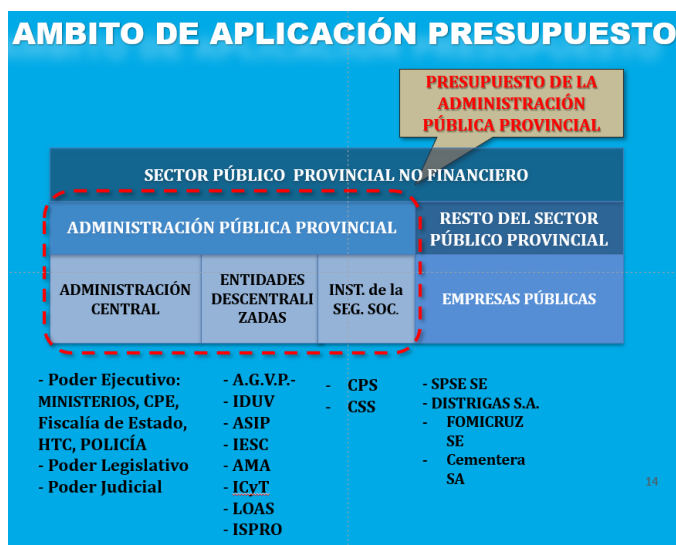 AMBITO DE APLICACIÓN PRESUPUESTO
PRESUPUESTO DE LA
ADMINISTRACIÓN
PÚBLICA PROVINCIAL
SECTOR PÚBLICO PROVINCIAL NO FINANCIERO
ADMINISTRACIÓN PÚBLICA PROVINCIAL
RESTO DEL SECTOR
PÚBLICO PROVINCIAL
ADMINISTRACIÓN
CENTRAL
ENTIDADES
DESCENTRALI
ZADAS
INST. de la
SEG. SOC.
EMPRESAS PÚBLICAS
- Poder Ejecutivo:
MINISTERIOS, CPE,
Fiscalía de Estado,
HTC, POLICÍA
- Poder Legislativo
- Poder Judicial
- A.G.V.P.-
- IDUV
- ASIP
- IESC
- AMA
- ICyT
- LOAS
- ISPRO
- CPS
- CSS
- SPSE SE
- DISTRIGAS S.A.
- FOMICRUZ
SE
- Cementera
SA
14